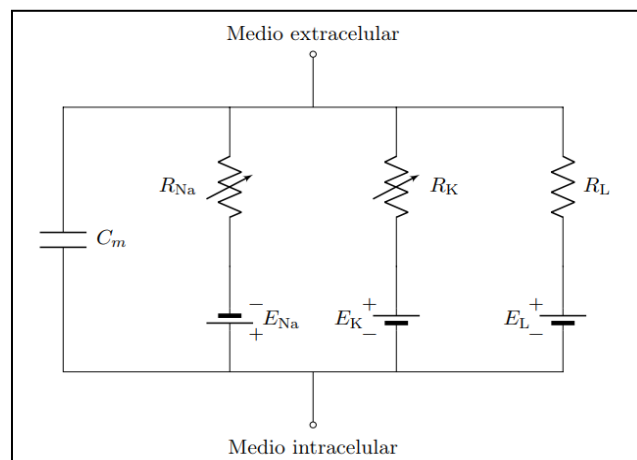 Medio extracelular
R_Na
R_K
R_L
C_m
− E_Na +
+ E_K −
+ E_L −
Medio intracelular